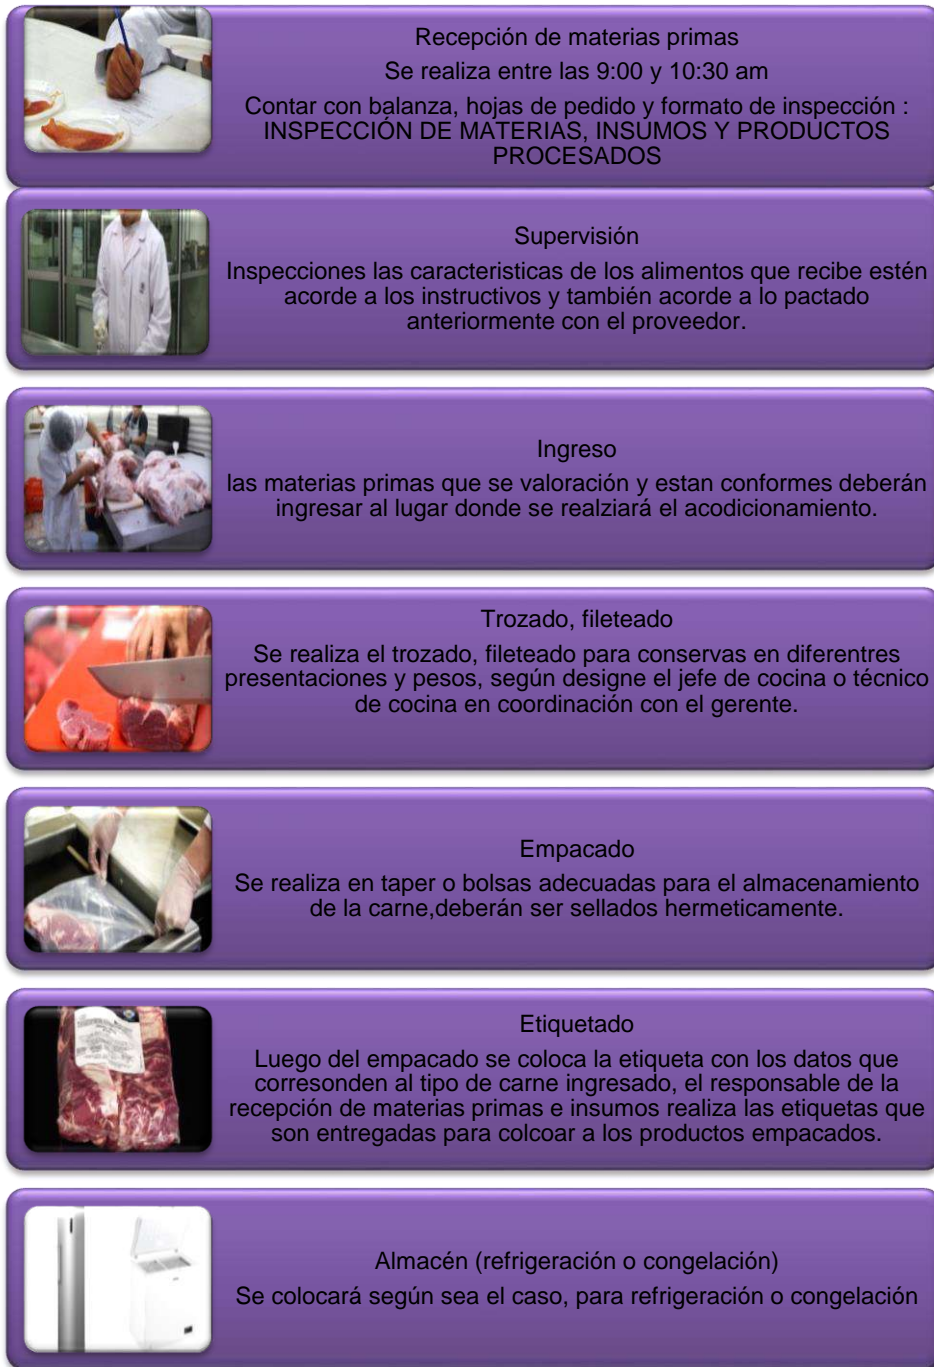 Recepción de materias primas
Se realiza entre las 9:00 y 10:30 am
Contar con balanza, hojas de pedido y formato de inspección :
INSPECCIÓN DE MATERIAS, INSUMOS Y PRODUCTOS
PROCESADOS
Supervisión
Inspecciones las caracteristicas de los alimentos que recibe estén
acorde a los instructivos y también acorde a lo pactado
anteriormente con el proveedor.
Ingreso
las materias primas que se valoración y estan conformes deberán
ingresar al lugar donde se realziará el acodicionamiento.
Trozado, fileteado
Se realiza el trozado, fileteado para conservas en diferentres
presentaciones y pesos, según designe el jefe de cocina o técnico
de cocina en coordinación con el gerente.
Empacado
Se realiza en taper o bolsas adecuadas para el almacenamiento
de la carne,deberán ser sellados hermeticamente.
Etiquetado
Luego del empacado se coloca la etiqueta con los datos que
corresonden al tipo de carne ingresado, el responsable de la
recepción de materias primas e insumos realiza las etiquetas que
son entregadas para colcoar a los productos empacados.
Almacén (refrigeración o congelación)
Se colocará según sea el caso, para refrigeración o congelación